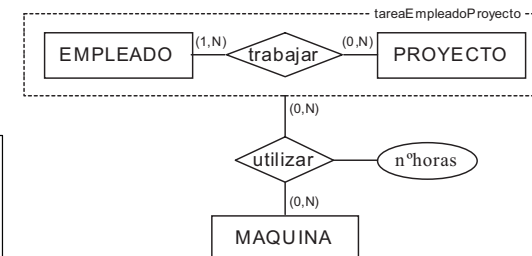 tareaEmpleadoProyecto
(1,N) (0,N)
EMPLEADO trabajar PROYECTO
(0,N)
utilizar nºhoras
(0,N)
MAQUINA